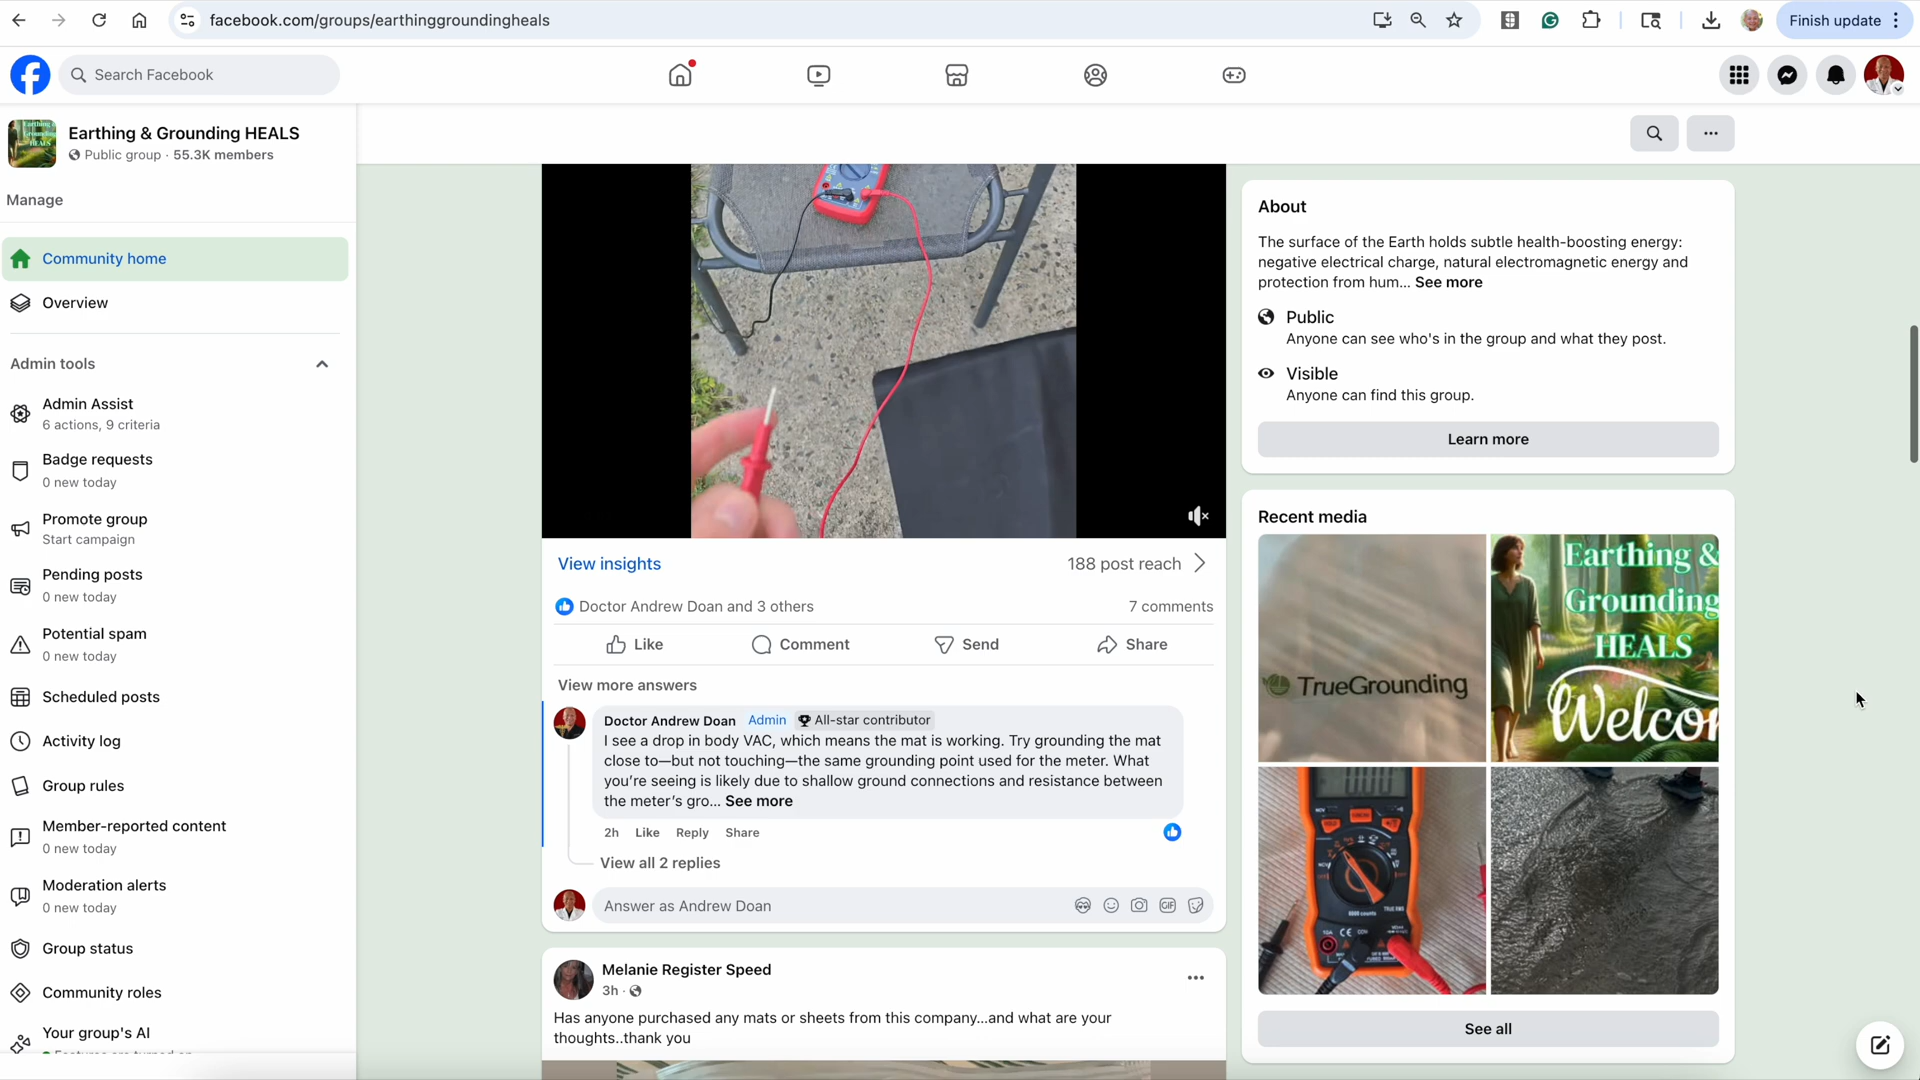 facebook.com/groups/earthinggroundingheals
Finish update
Search Facebook
Earthing & Grounding HEALS
Public group · 55.3K members
Manage
Community home
Overview
Admin tools
Admin Assist
6 actions, 9 criteria
Badge requests
0 new today
Promote group
Start campaign
Pending posts
0 new today
Potential spam
0 new today
Scheduled posts
Activity log
Group rules
Member-reported content
0 new today
Moderation alerts
0 new today
Group status
Community roles
Your group's AI
View insights
188 post reach
Doctor Andrew Doan and 3 others
7 comments
Like
Comment
Send
Share
View more answers
Doctor Andrew Doan Admin All-star contributor
I see a drop in body VAC, which means the mat is working. Try grounding the mat
close to—but not touching—the same grounding point used for the meter. What
you're seeing is likely due to shallow ground connections and resistance between
the meter's gro... See more
2h Like Reply Share
View all 2 replies
Answer as Andrew Doan
GIF
Melanie Register Speed
3h ·
Has anyone purchased any mats or sheets from this company...and what are your
thoughts..thank you
About
The surface of the Earth holds subtle health-boosting energy:
negative electrical charge, natural electromagnetic energy and
protection from hum... See more
Public
Anyone can see who's in the group and what they post.
Visible
Anyone can find this group.
Learn more
Recent media
TrueGrounding
Earthing &
Grounding
HEALS
Welco
See all